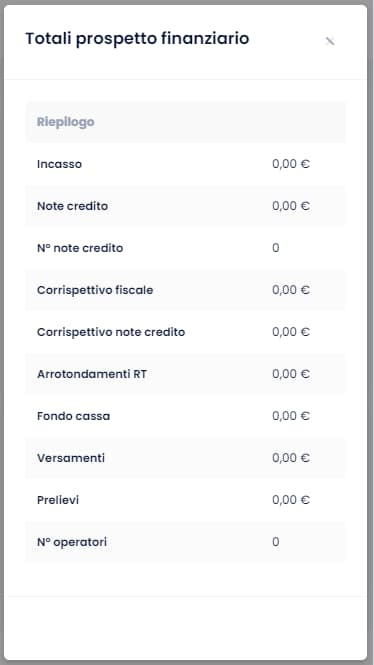 Totali prospetto finanziario
Riepilogo
Incasso 0,00 €
Note credito 0,00 €
N° note credito 0
Corrispettivo fiscale 0,00 €
Corrispettivo note credito 0,00 €
Arrotondamenti RT 0,00 €
Fondo cassa 0,00 €
Versamenti 0,00 €
Prelievi 0,00 €
N° operatori 0